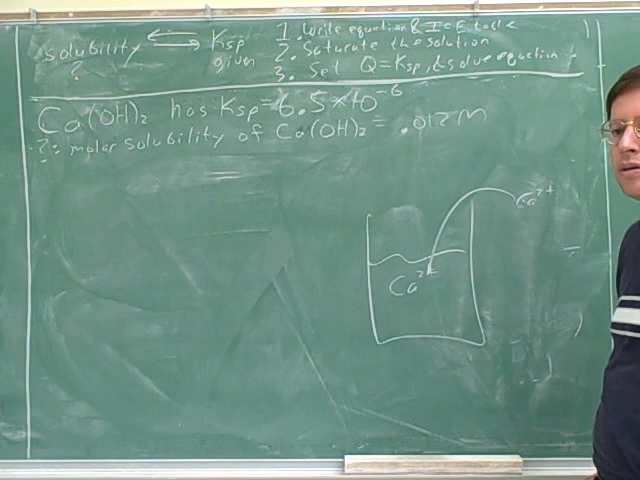 solubility ⇌ Ksp
? given
1. Write equation & ICE table
2. Saturate the solution
3. Set Q=Ksp, & solve equation
Ca(OH)₂ has Ksp=6.5×10⁻⁶
?: molar solubility of Ca(OH)₂ = .012 M
Ca²⁺
Ca²⁺